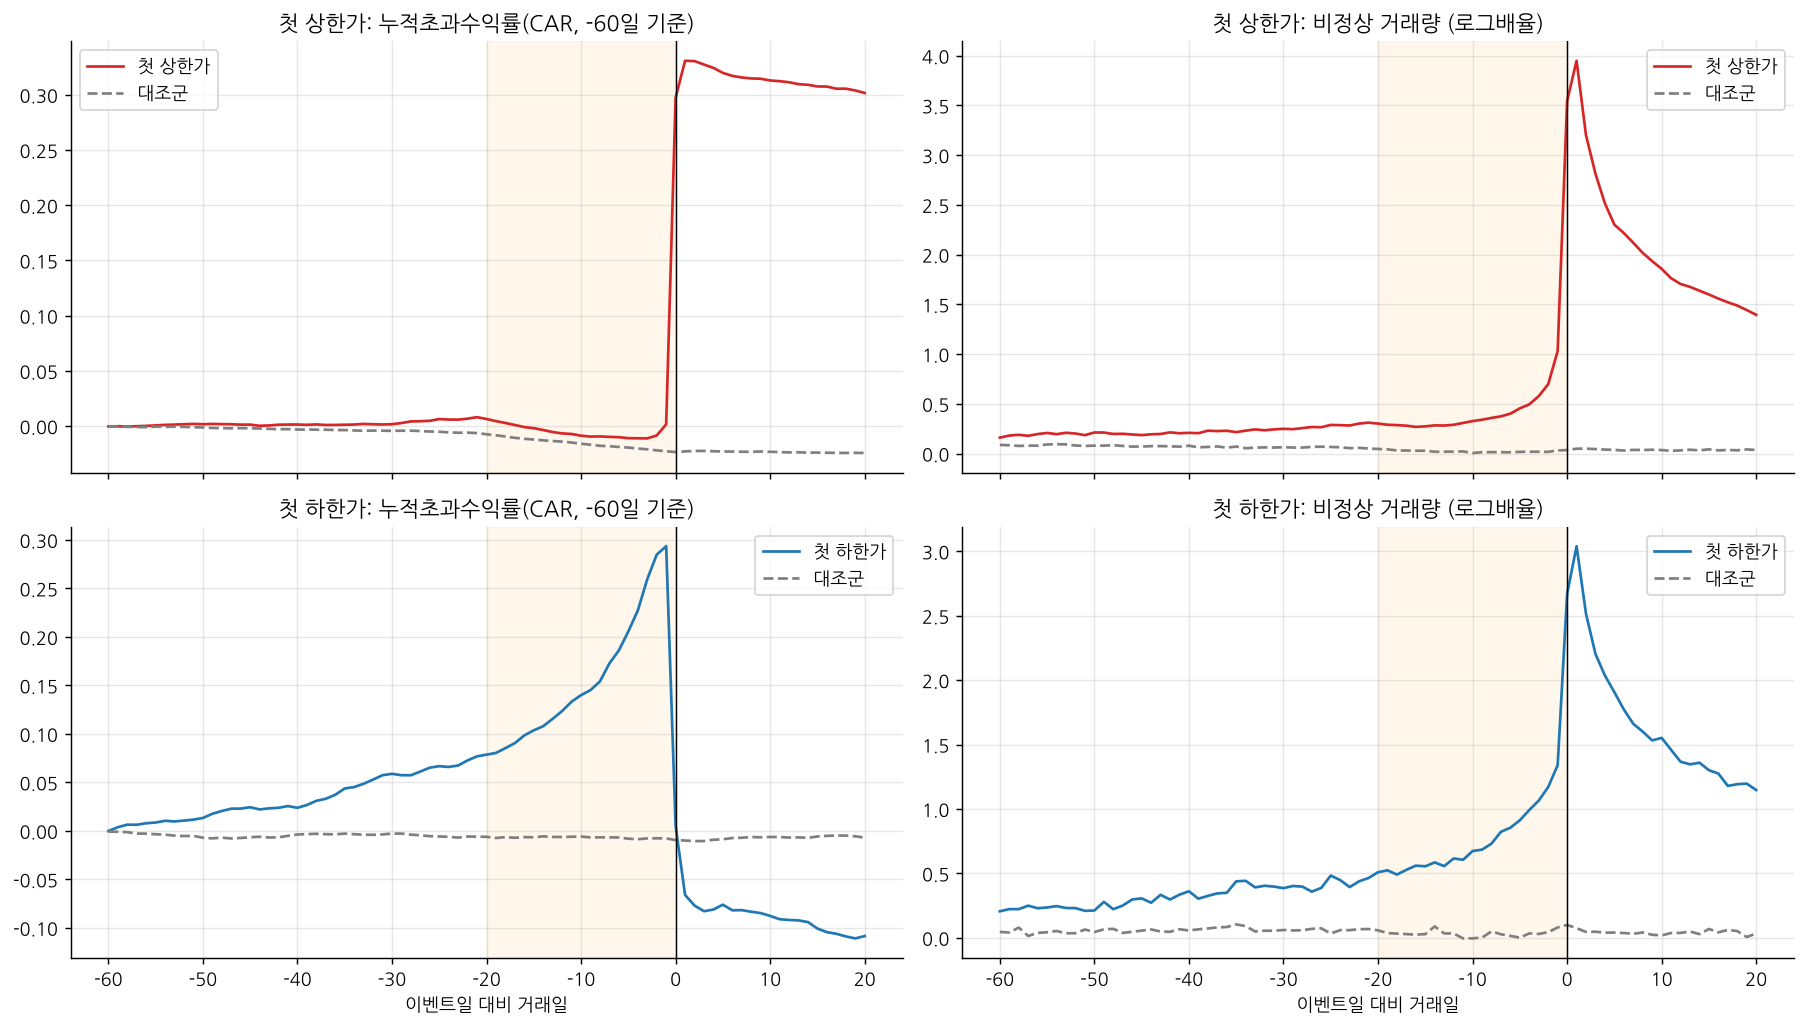 첫 상한가: 누적초과수익률(CAR, -60일 기준)
첫 상한가
대조군
0.30
0.25
0.20
0.15
0.10
0.05
0.00
첫 상한가: 비정상 거래량 (로그배율)
첫 상한가
대조군
4.0
3.5
3.0
2.5
2.0
1.5
1.0
0.5
0.0
첫 하한가: 누적초과수익률(CAR, -60일 기준)
첫 하한가
대조군
0.30
0.25
0.20
0.15
0.10
0.05
0.00
-0.05
-0.10
-60 -50 -40 -30 -20 -10 0 10 20
이벤트일 대비 거래일
첫 하한가: 비정상 거래량 (로그배율)
첫 하한가
대조군
3.0
2.5
2.0
1.5
1.0
0.5
0.0
-60 -50 -40 -30 -20 -10 0 10 20
이벤트일 대비 거래일